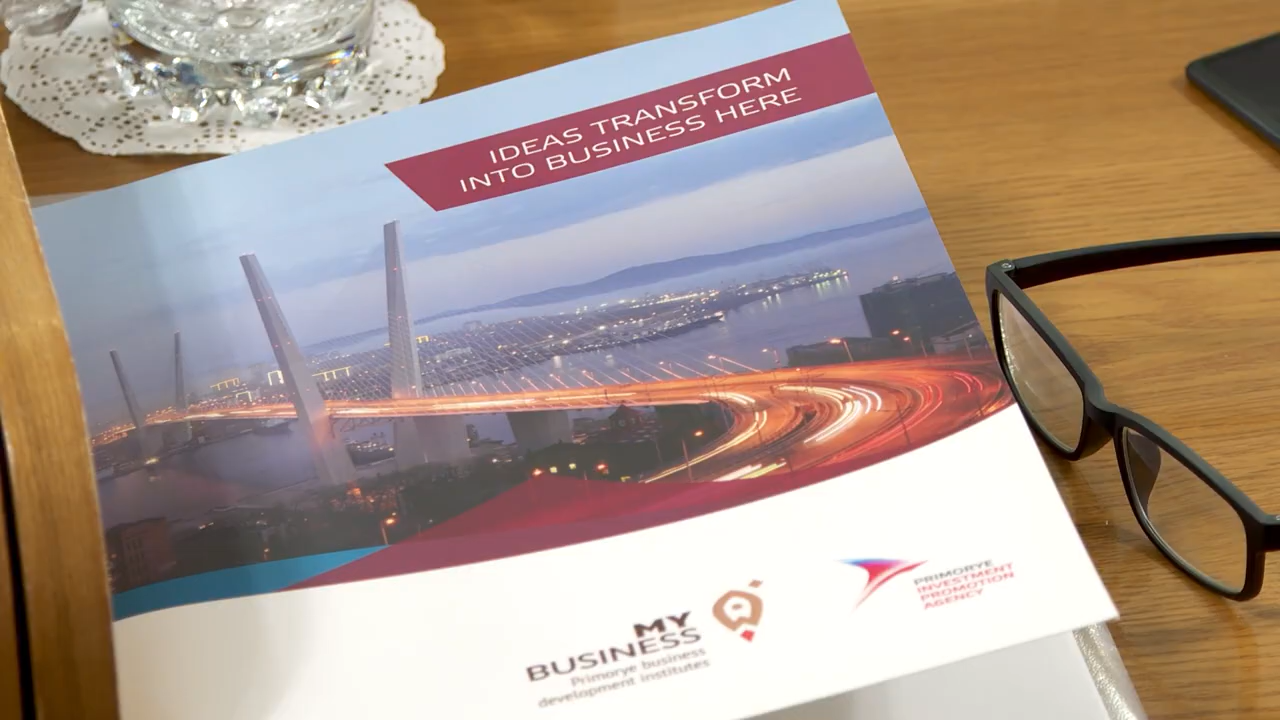 IDEAS TRANSFORM
INTO BUSINESS HERE
MY
BUSINESS
Primorye business
development institutes
PRIMORYE
INVESTMENT
PROMOTION
AGENCY